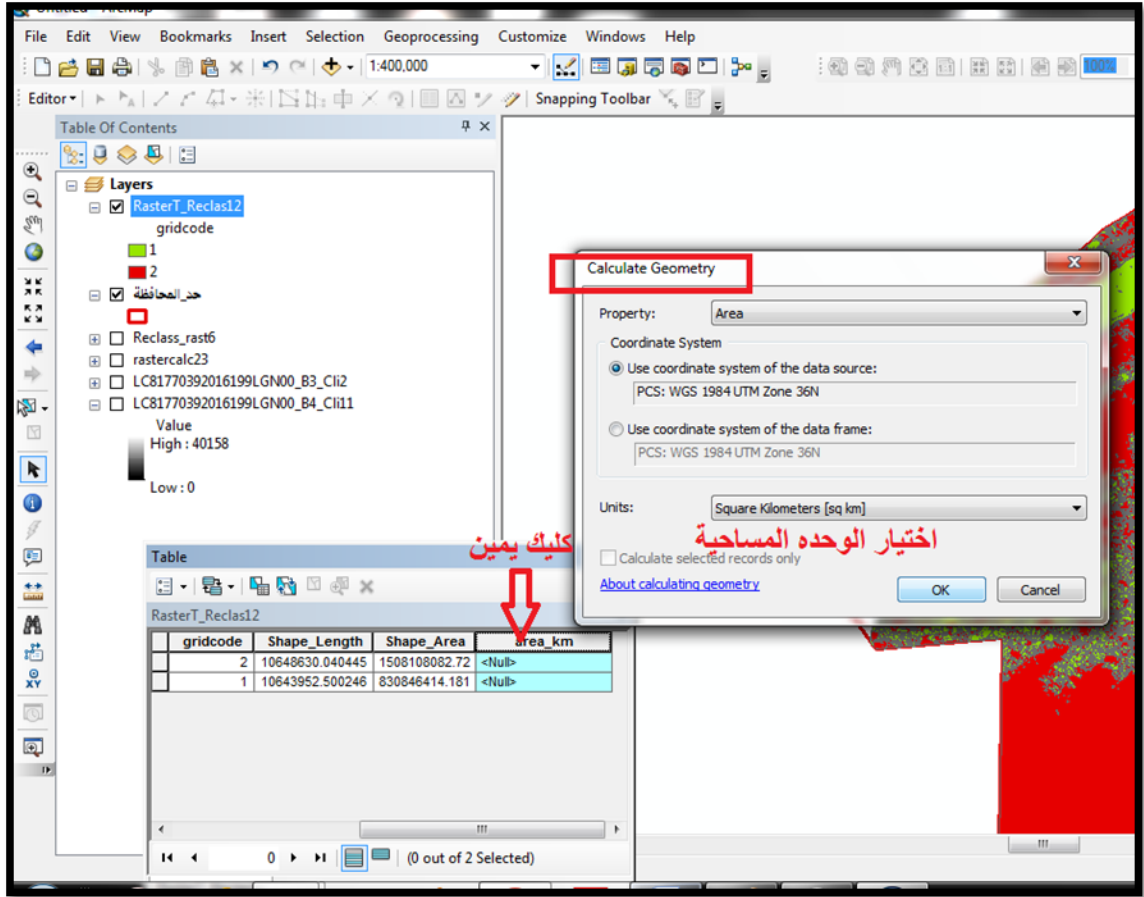 File Edit View Bookmarks Insert Selection Geoprocessing Customize Windows Help
1:400,000
100%
Editor
Snapping Toolbar
Table Of Contents
Layers
RasterT_Reclas12
gridcode
1
2
حد_المحافظة
Reclass_rast6
rastercalc23
LC81770392016199LGN00_B3_Cli2
LC81770392016199LGN00_B4_Cli11
Value
High : 40158
Low : 0
Calculate Geometry
Property: Area
Coordinate System
Use coordinate system of the data source:
PCS: WGS 1984 UTM Zone 36N
Use coordinate system of the data frame:
PCS: WGS 1984 UTM Zone 36N
Units: Square Kilometers [sq km]
اختيار الوحده المساحية
Calculate selected records only
About calculating geometry
OK Cancel
كليك يمين
Table
RasterT_Reclas12
gridcode Shape_Length Shape_Area area_km
2 10648630.040445 1508108082.72 <Null>
1 10643952.500246 830846414.181 <Null>
0 (0 out of 2 Selected)